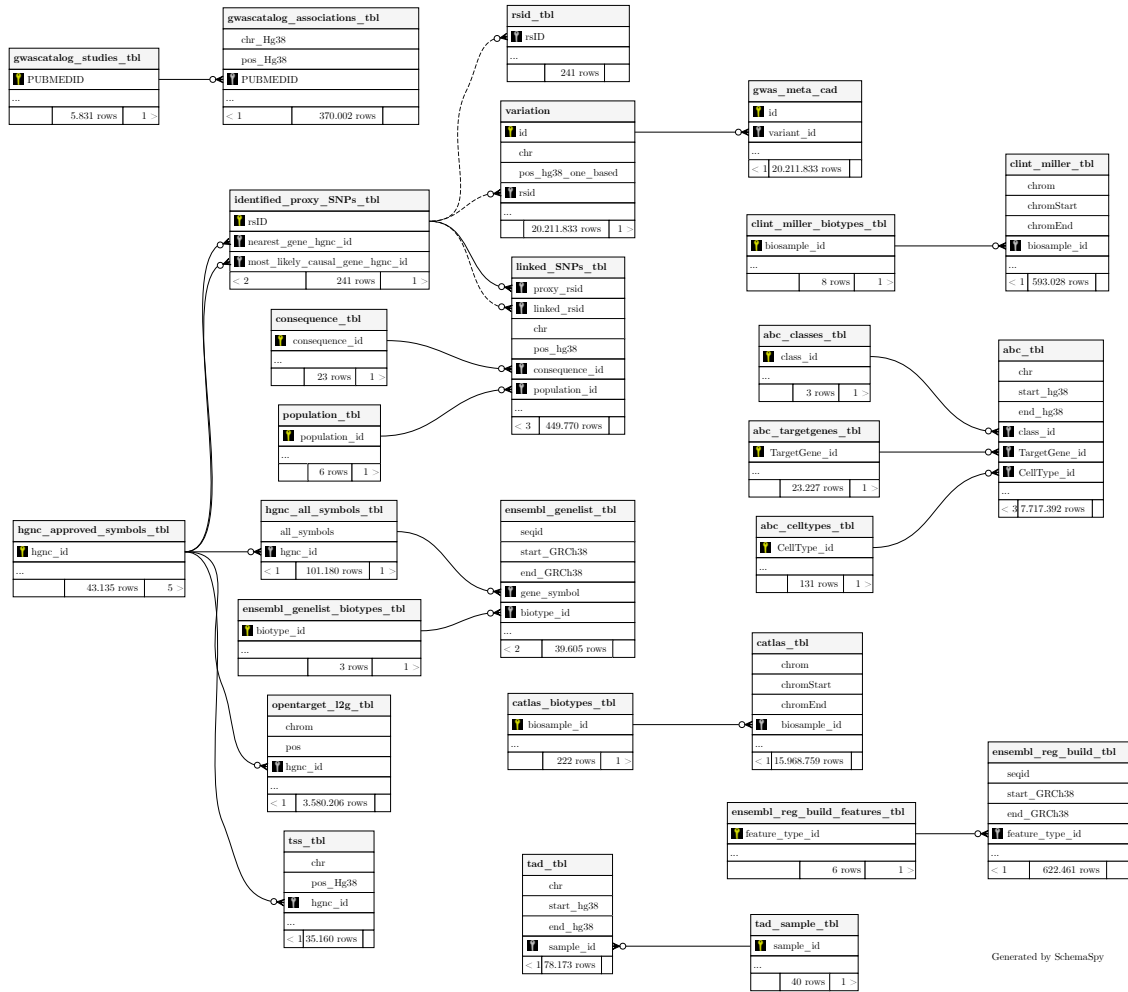 gwascatalog_studies_tbl
PUBMEDID
...
5.831 rows 1 >
gwascatalog_associations_tbl
chr_Hg38
pos_Hg38
PUBMEDID
...
< 1 370.002 rows
rsid_tbl
rsID
...
241 rows
variation
id
chr
pos_hg38_one_based
rsid
...
20.211.833 rows 1 >
gwas_meta_cad
id
variant_id
...
< 1 20.211.833 rows
clint_miller_tbl
chrom
chromStart
chromEnd
biosample_id
...
< 1 593.028 rows
clint_miller_biotypes_tbl
biosample_id
...
8 rows 1 >
identified_proxy_SNPs_tbl
rsID
nearest_gene_hgnc_id
most_likely_causal_gene_hgnc_id
< 2 241 rows 1 >
linked_SNPs_tbl
proxy_rsid
linked_rsid
chr
pos_hg38
consequence_id
population_id
...
< 3 449.770 rows
consequence_tbl
consequence_id
...
23 rows 1 >
population_tbl
population_id
...
6 rows 1 >
abc_classes_tbl
class_id
...
3 rows 1 >
abc_tbl
chr
start_hg38
end_hg38
class_id
TargetGene_id
CellType_id
...
< 3 7.717.392 rows
abc_targetgenes_tbl
TargetGene_id
...
23.227 rows 1 >
abc_celltypes_tbl
CellType_id
...
131 rows 1 >
hgnc_approved_symbols_tbl
hgnc_id
...
43.135 rows 5 >
hgnc_all_symbols_tbl
all_symbols
hgnc_id
< 1 101.180 rows 1 >
ensembl_genelist_tbl
seqid
start_GRCh38
end_GRCh38
gene_symbol
biotype_id
...
< 2 39.605 rows
ensembl_genelist_biotypes_tbl
biotype_id
...
3 rows 1 >
catlas_tbl
chrom
chromStart
chromEnd
biosample_id
...
< 1 15.968.759 rows
catlas_biotypes_tbl
biosample_id
...
222 rows 1 >
opentarget_l2g_tbl
chrom
pos
hgnc_id
...
< 1 3.580.206 rows
ensembl_reg_build_tbl
seqid
start_GRCh38
end_GRCh38
feature_type_id
...
< 1 622.461 rows
ensembl_reg_build_features_tbl
feature_type_id
...
6 rows 1 >
tss_tbl
chr
pos_Hg38
hgnc_id
...
< 1 35.160 rows
tad_tbl
chr
start_hg38
end_hg38
sample_id
< 1 78.173 rows
tad_sample_tbl
sample_id
...
40 rows 1 >
Generated by SchemaSpy